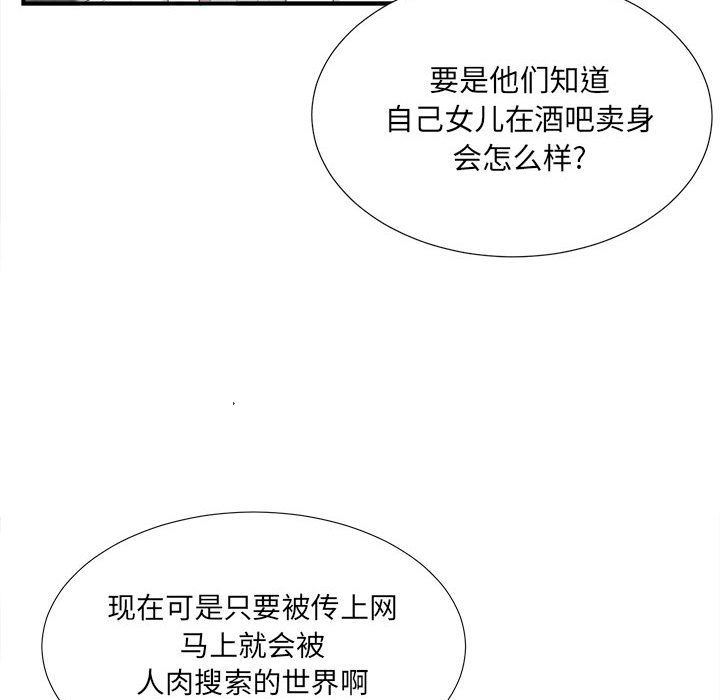 要是他们知道
自己女儿在酒吧卖身
会怎么样?
现在可是只要被传上网
马上就会被
人肉搜索的世界啊